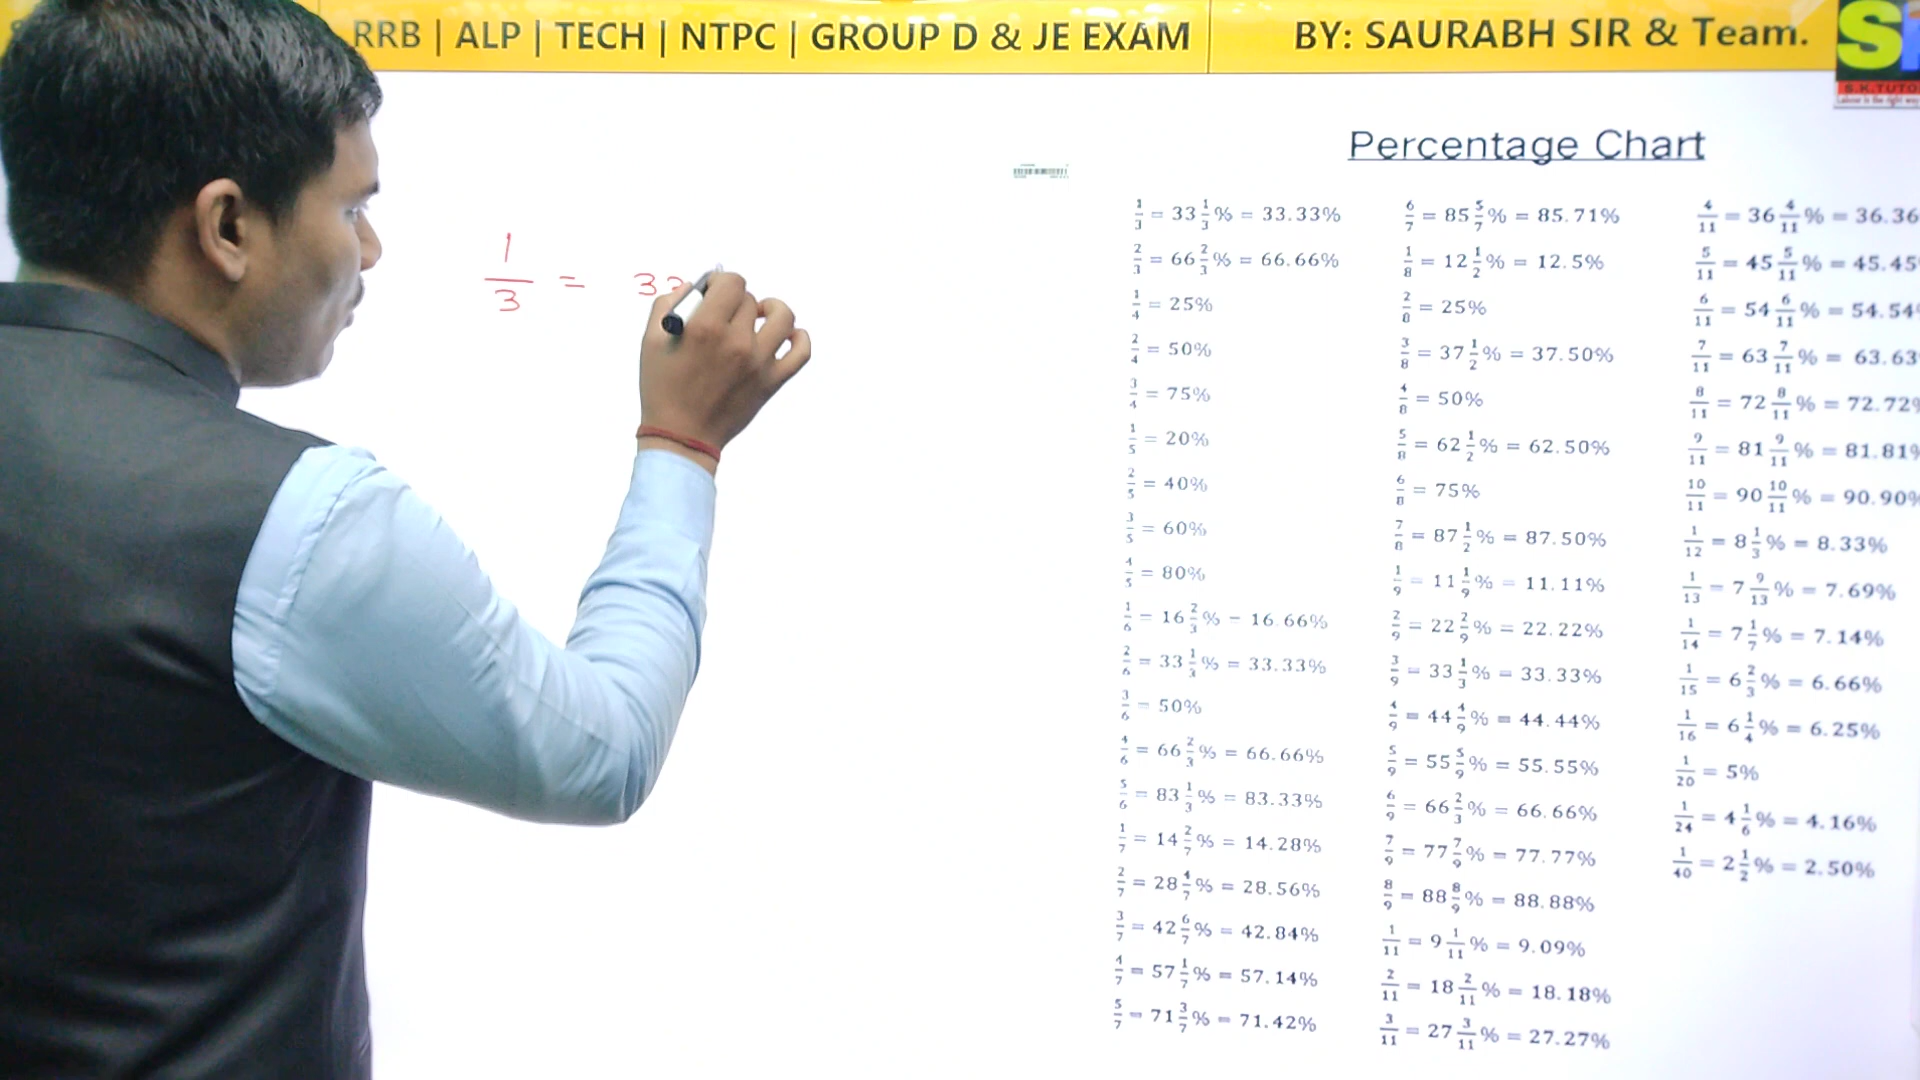 RRB | ALP | TECH | NTPC | GROUP D & JE EXAM
BY: SAURABH SIR & Team.
S.K.TUTO
Percentage Chart
1/3 = 33
1/3 = 33 1/3% = 33.33%
2/3 = 66 2/3% = 66.66%
1/4 = 25%
2/4 = 50%
3/4 = 75%
1/5 = 20%
2/5 = 40%
3/5 = 60%
4/5 = 80%
1/6 = 16 2/3% = 16.66%
2/6 = 33 1/3% = 33.33%
3/6 = 50%
4/6 = 66 2/3% = 66.66%
5/6 = 83 1/3% = 83.33%
1/7 = 14 2/7% = 14.28%
2/7 = 28 4/7% = 28.56%
3/7 = 42 6/7% = 42.84%
4/7 = 57 1/7% = 57.14%
5/7 = 71 3/7% = 71.42%
6/7 = 85 5/7% = 85.71%
1/8 = 12 1/2% = 12.5%
2/8 = 25%
3/8 = 37 1/2% = 37.50%
4/8 = 50%
5/8 = 62 1/2% = 62.50%
6/8 = 75%
7/8 = 87 1/2% = 87.50%
1/9 = 11 1/9% = 11.11%
2/9 = 22 2/9% = 22.22%
3/9 = 33 1/3% = 33.33%
4/9 = 44 4/9% = 44.44%
5/9 = 55 5/9% = 55.55%
6/9 = 66 2/3% = 66.66%
7/9 = 77 7/9% = 77.77%
8/9 = 88 8/9% = 88.88%
1/11 = 9 1/11% = 9.09%
2/11 = 18 2/11% = 18.18%
3/11 = 27 3/11% = 27.27%
4/11 = 36 4/11% = 36.36
5/11 = 45 5/11% = 45.45
6/11 = 54 6/11% = 54.54
7/11 = 63 7/11% = 63.63
8/11 = 72 8/11% = 72.72%
9/11 = 81 9/11% = 81.81%
10/11 = 90 10/11% = 90.90%
1/12 = 8 1/3% = 8.33%
1/13 = 7 9/13% = 7.69%
1/14 = 7 1/7% = 7.14%
1/15 = 6 2/3% = 6.66%
1/16 = 6 1/4% = 6.25%
1/20 = 5%
1/24 = 4 1/6% = 4.16%
1/40 = 2 1/2% = 2.50%